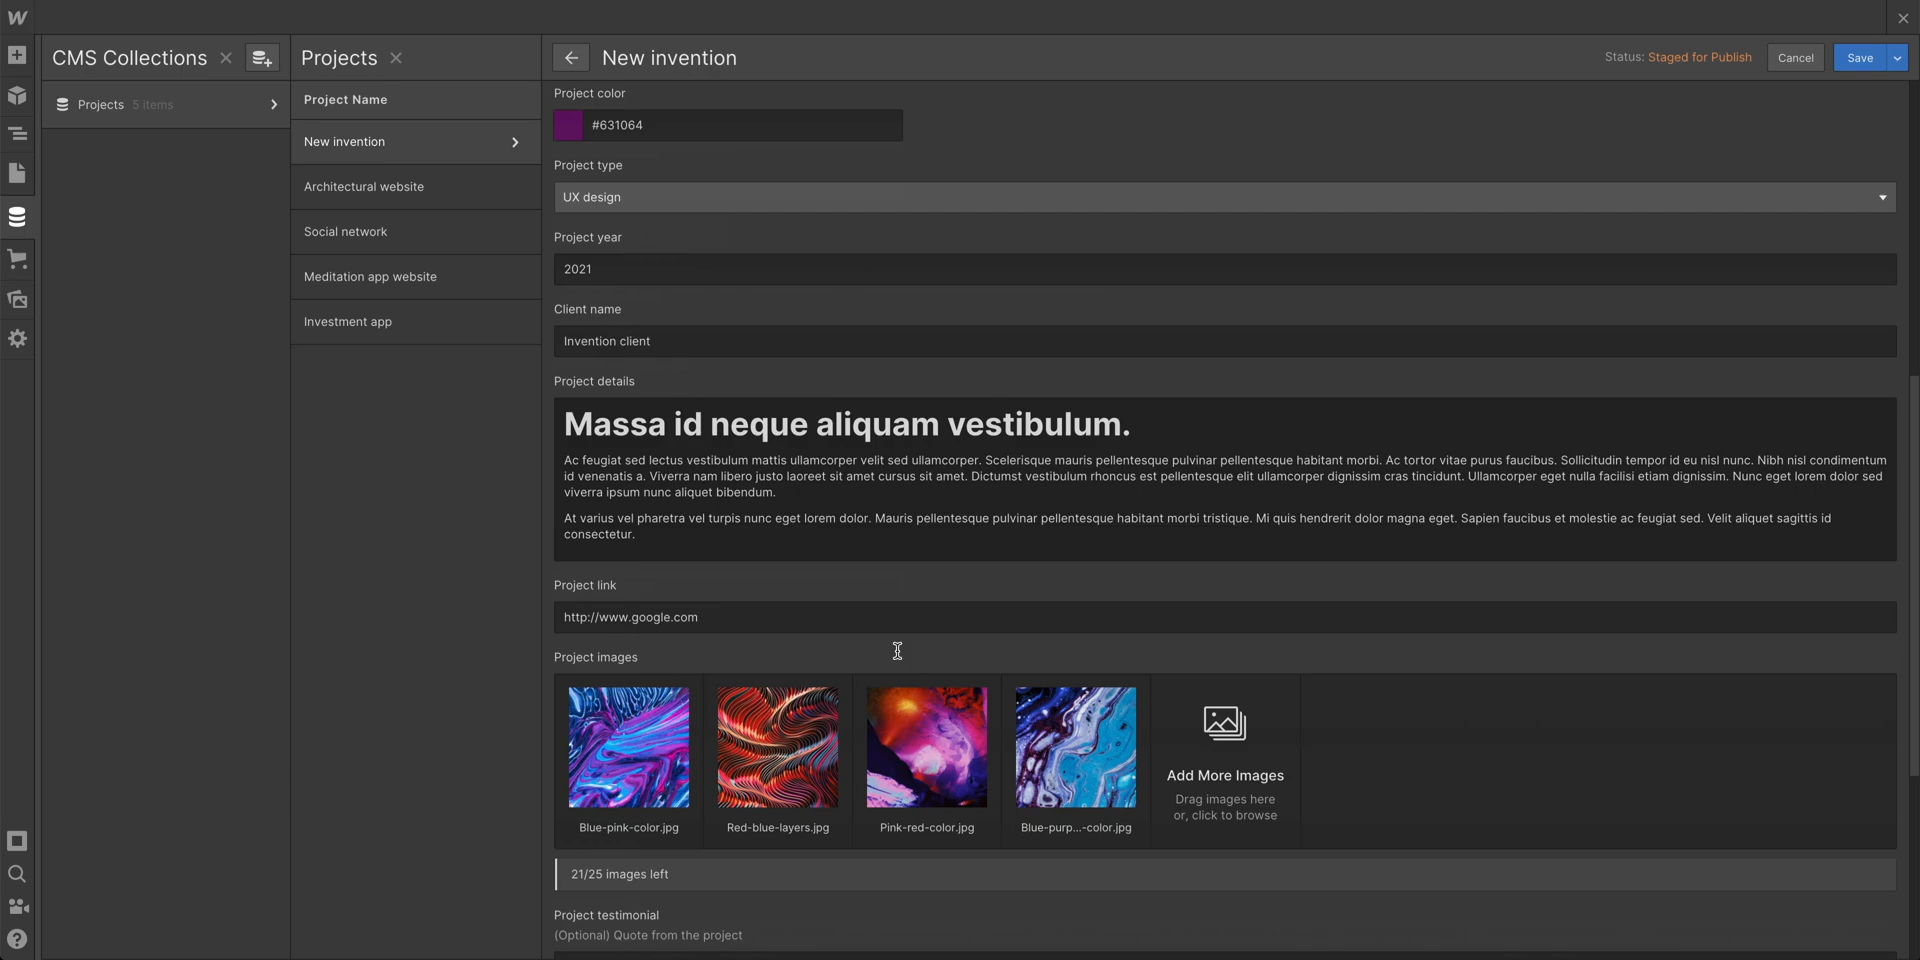 CMS Collections
Projects
New invention
Status: Staged for Publish
Cancel
Save
Projects 5 items
Project Name
New invention
Architectural website
Social network
Meditation app website
Investment app
Project color
#631064
Project type
UX design
Project year
2021
Client name
Invention client
Project details
Massa id neque aliquam vestibulum.
Ac feugiat sed lectus vestibulum mattis ullamcorper velit sed ullamcorper. Scelerisque mauris pellentesque pulvinar pellentesque habitant morbi. Ac tortor vitae purus faucibus. Sollicitudin tempor id eu nisl nunc. Nibh nisl condimentum
id venenatis a. Viverra nam libero justo laoreet sit amet cursus sit amet. Dictumst vestibulum rhoncus est pellentesque elit ullamcorper dignissim cras tincidunt. Ullamcorper eget nulla facilisi etiam dignissim. Nunc eget lorem dolor sed
viverra ipsum nunc aliquet bibendum.
At varius vel pharetra vel turpis nunc eget lorem dolor. Mauris pellentesque pulvinar pellentesque habitant morbi tristique. Mi quis hendrerit dolor magna eget. Sapien faucibus et molestie ac feugiat sed. Velit aliquet sagittis id
consectetur.
Project link
http://www.google.com
Project images
Blue-pink-color.jpg
Red-blue-layers.jpg
Pink-red-color.jpg
Blue-purp...-color.jpg
Add More Images
Drag images here
or, click to browse
21/25 images left
Project testimonial
(Optional) Quote from the project